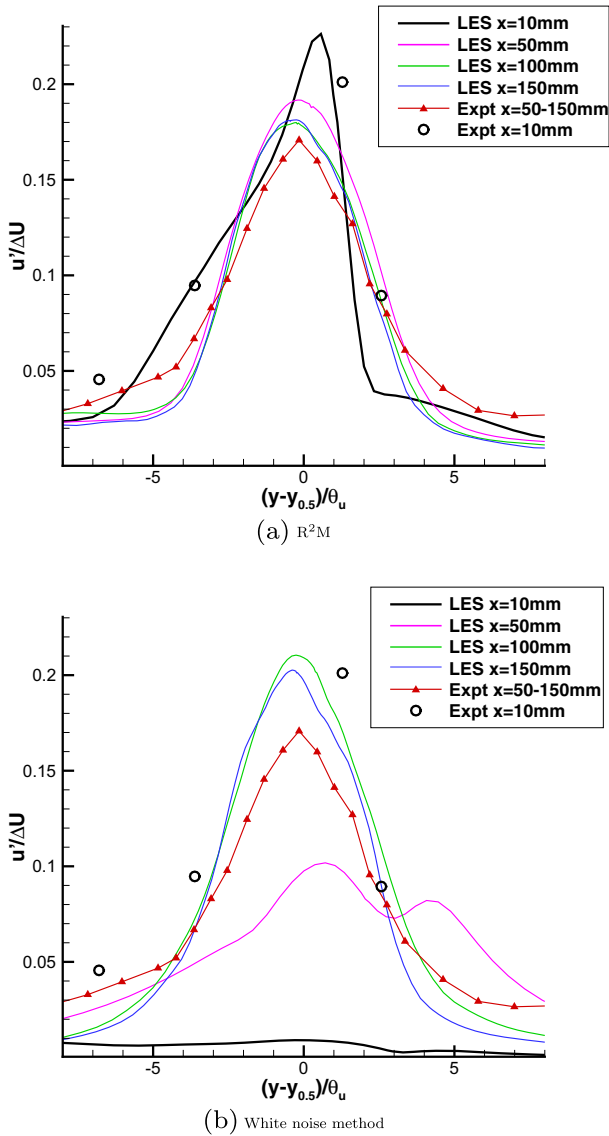 LES x=10mm
LES x=50mm
LES x=100mm
LES x=150mm
Expt x=50-150mm
Expt x=10mm
0.2
0.15
0.1
0.05
u'/ΔU
-5
0
5
(y-y0.5)/θu
(a) R²M
LES x=10mm
LES x=50mm
LES x=100mm
LES x=150mm
Expt x=50-150mm
Expt x=10mm
0.2
0.15
0.1
0.05
u'/ΔU
-5
0
5
(y-y0.5)/θu
(b) White noise method